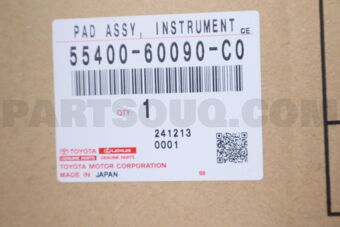 PAD ASSY, INSTRUMENT
CE
55400-60090-C0
PARTSOUQ.COM
QTY. 1
241213
0001
TOYOTA LEXUS
GENUINE PARTS GENUINE PARTS
TOYOTA MOTOR CORPORATION
MADE IN JAPAN